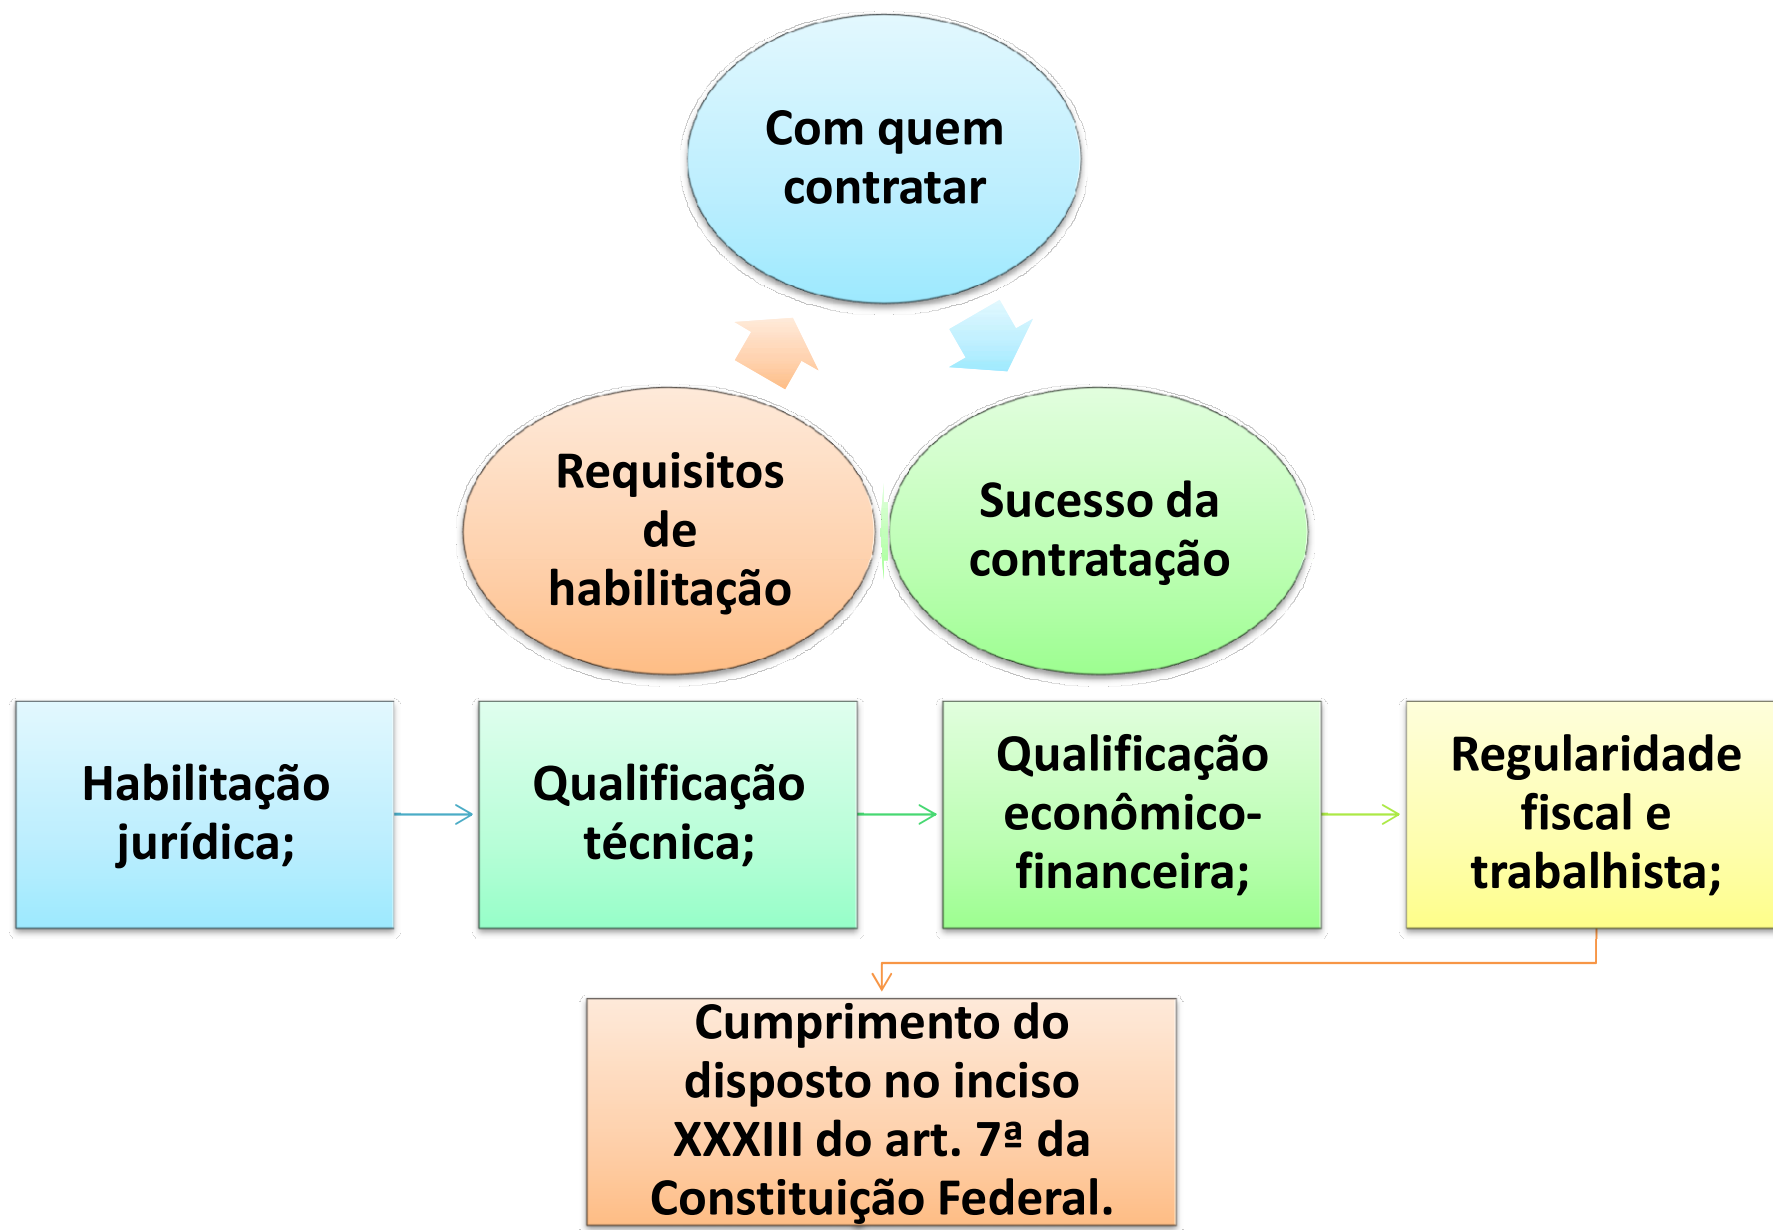 Com quem
contratar
Requisitos
de
habilitação
Sucesso da
contratação
Habilitação
jurídica;
Qualificação
técnica;
Qualificação
econômico-
financeira;
Regularidade
fiscal e
trabalhista;
Cumprimento do
disposto no inciso
XXXIII do art. 7ª da
Constituição Federal.